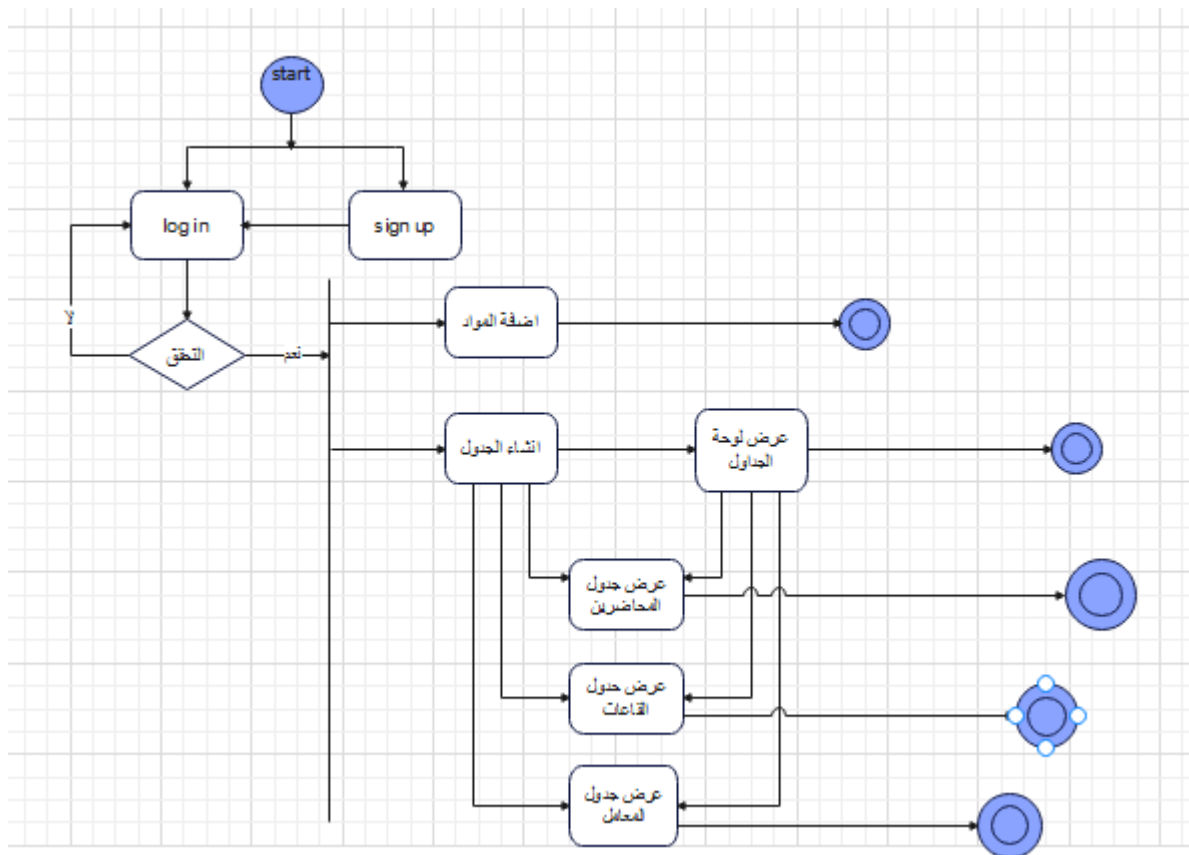 start
log in
sign up
لا
التحقق
نعم
اضافة المواد
انشاء الجدول
عرض لوحة
الجداول
عرض جدول
المحاضرين
عرض جدول
القاعات
عرض جدول
المعامل